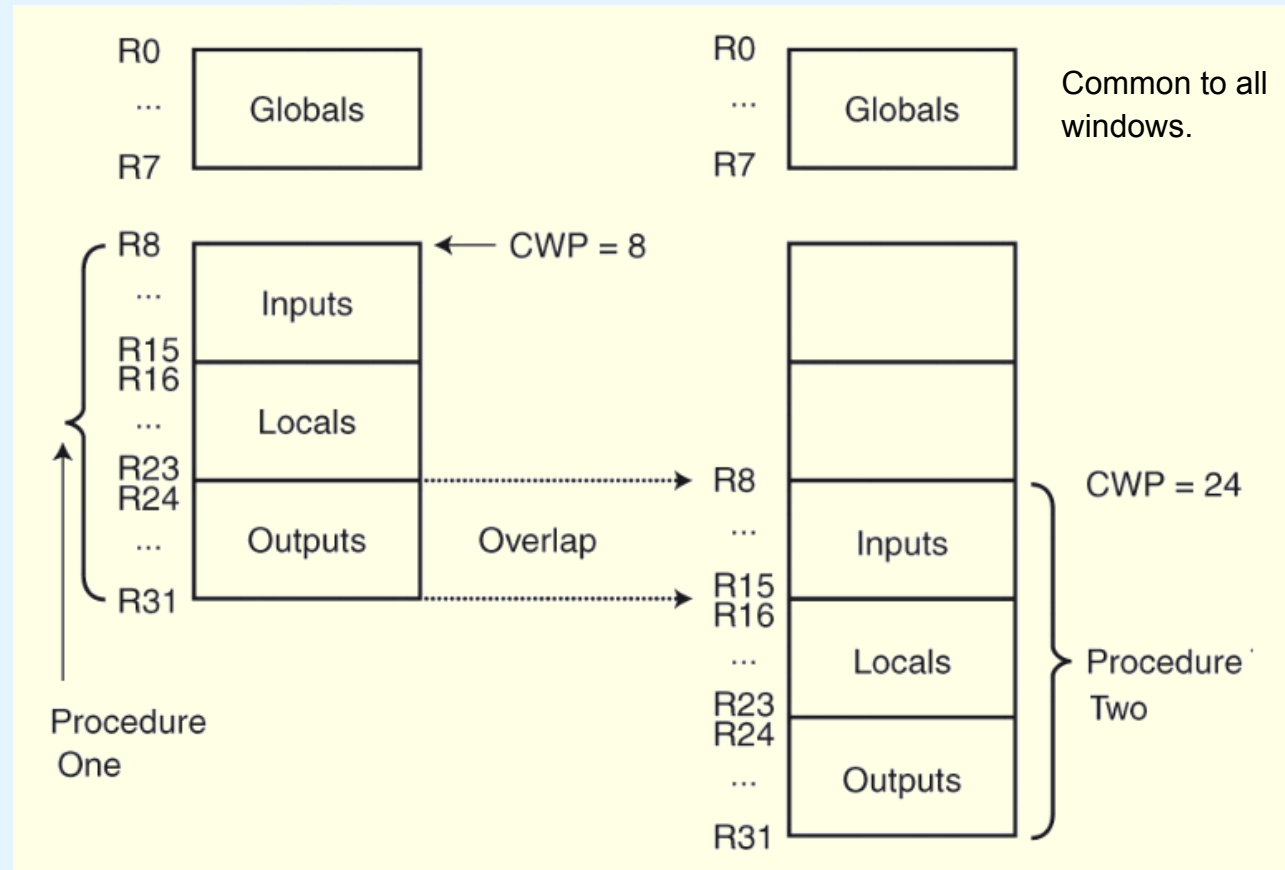 R0
...
R7
Globals
R0
...
R7
Globals
Common to all
windows.
R8
...
R15
R16
...
R23
R24
...
R31
Inputs
Locals
Outputs
CWP = 8
Overlap
Procedure
One
R8
...
R15
R16
...
R23
R24
...
R31
Inputs
Locals
Outputs
CWP = 24
Procedure
Two